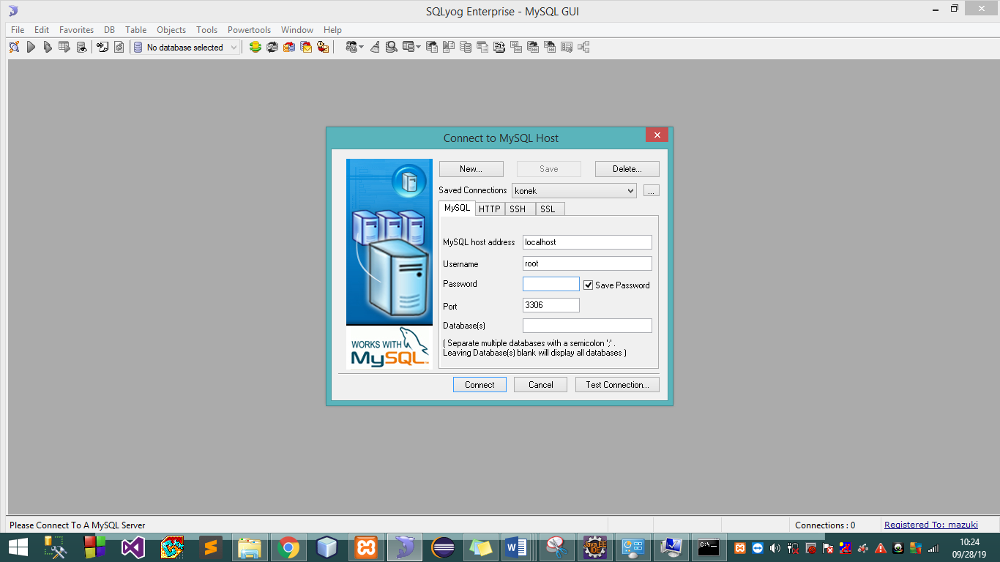 SQLyog Enterprise - MySQL GUI
File Edit Favorites DB Table Objects Tools Powertools Window Help
No database selected
Connect to MySQL Host
New... Save Delete...
Saved Connections konek ...
MySQL HTTP SSH SSL
MySQL host address localhost
Username root
Password Save Password
Port 3306
Database(s)
( Separate multiple databases with a semicolon ';' .
Leaving Database(s) blank will display all databases )
WORKS WITH
MySQL
Connect Cancel Test Connection...
Please Connect To A MySQL Server Connections : 0 Registered To: mazuki
Java EE
IDE
C:\
10:24
09/28/19